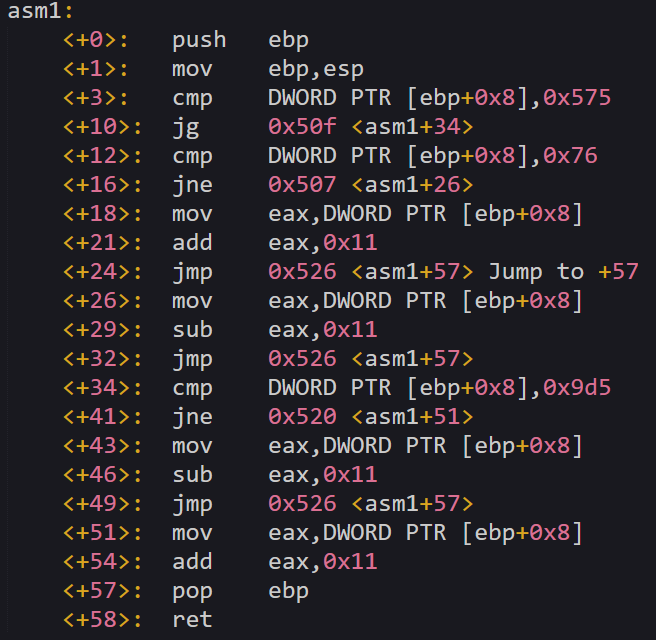 asm1:
<+0>: push ebp
<+1>: mov ebp,esp
<+3>: cmp DWORD PTR [ebp+0x8],0x575
<+10>: jg 0x50f <asm1+34>
<+12>: cmp DWORD PTR [ebp+0x8],0x76
<+16>: jne 0x507 <asm1+26>
<+18>: mov eax,DWORD PTR [ebp+0x8]
<+21>: add eax,0x11
<+24>: jmp 0x526 <asm1+57> Jump to +57
<+26>: mov eax,DWORD PTR [ebp+0x8]
<+29>: sub eax,0x11
<+32>: jmp 0x526 <asm1+57>
<+34>: cmp DWORD PTR [ebp+0x8],0x9d5
<+41>: jne 0x520 <asm1+51>
<+43>: mov eax,DWORD PTR [ebp+0x8]
<+46>: sub eax,0x11
<+49>: jmp 0x526 <asm1+57>
<+51>: mov eax,DWORD PTR [ebp+0x8]
<+54>: add eax,0x11
<+57>: pop ebp
<+58>: ret